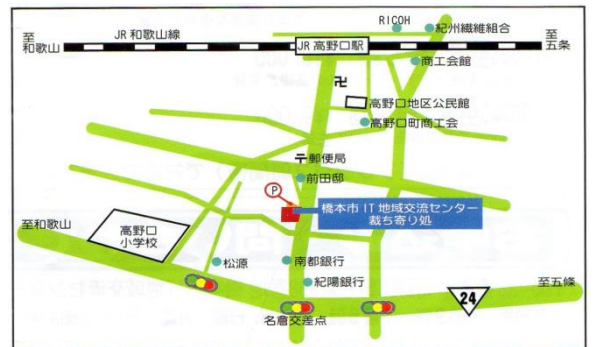 RICOH
紀州繊維組合
至
和歌山
JR和歌山線
JR 高野口駅
至
五条
商工会館
卍
高野口地区公民館
高野口町商工会
〒郵便局
前田邸
P
橋本市 IT 地域交流センター
裁ち寄り処
至和歌山
高野口
小学校
松源
南都銀行
紀陽銀行
至五條
24
名倉交差点